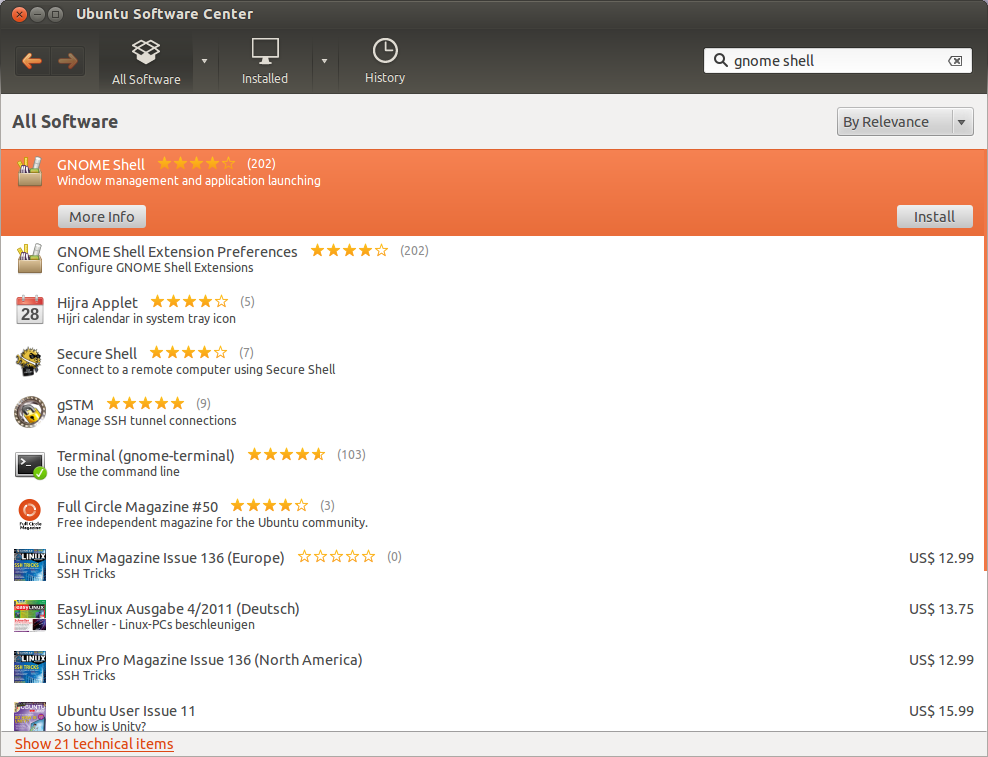 Ubuntu Software Center
All Software
Installed
History
gnome shell
All Software
By Relevance
GNOME Shell (202)
Window management and application launching
More Info
Install
GNOME Shell Extension Preferences (202)
Configure GNOME Shell Extensions
28
Hijra Applet (5)
Hijri calendar in system tray icon
Secure Shell (7)
Connect to a remote computer using Secure Shell
gSTM (9)
Manage SSH tunnel connections
Terminal (gnome-terminal) (103)
Use the command line
Full Circle Magazine #50 (3)
Free independent magazine for the Ubuntu community.
Full Circle
Magazine
LINUX
SSH TRICKS
Linux Magazine Issue 136 (Europe) (0) US$ 12.99
SSH Tricks
EasyLinux Ausgabe 4/2011 (Deutsch) US$ 13.75
Schneller - Linux-PCs beschleunigen
LINUX
SSH TRICKS
Linux Pro Magazine Issue 136 (North America) US$ 12.99
SSH Tricks
Ubuntu User Issue 11 US$ 15.99
So how is Unity?
Show 21 technical items